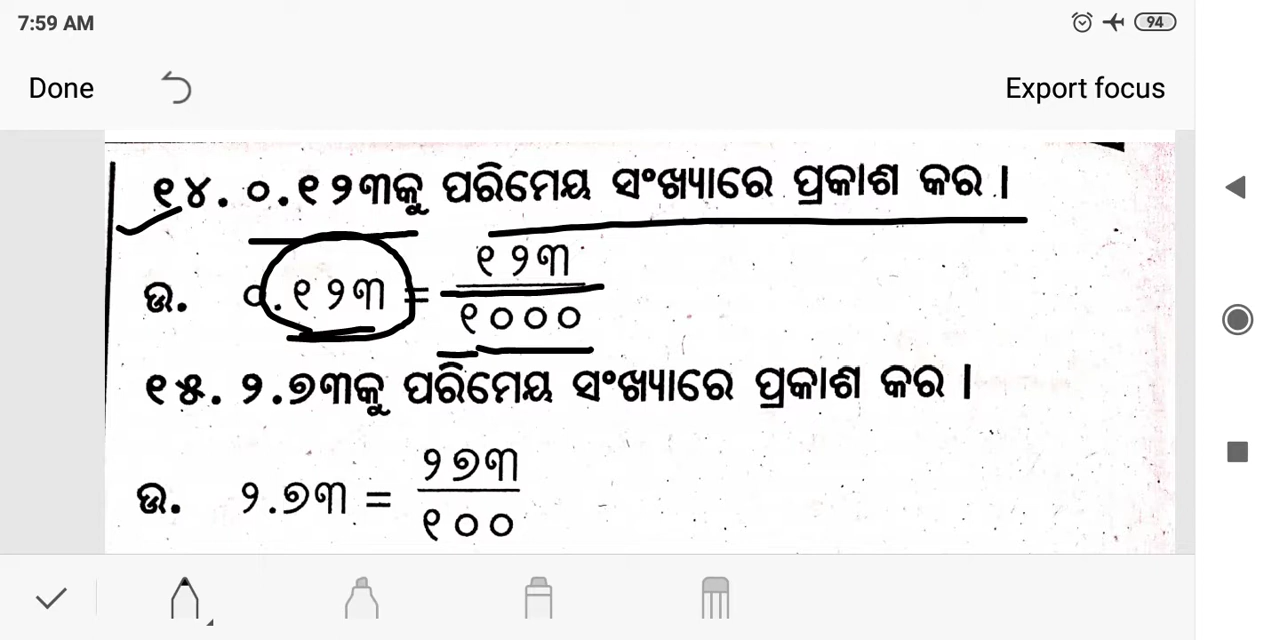 7:59 AM
94
Done
Export focus
୧୪. ୦.୧୨୩କୁ ପରିମେୟ ସଂଖ୍ୟାରେ ପ୍ରକାଶ କର।
ଉ. ୦.୧୨୩ = ୧୨୩
୧୦୦୦
୧୫. ୨.୭୩କୁ ପରିମେୟ ସଂଖ୍ୟାରେ ପ୍ରକାଶ କର।
ଉ. ୨.୭୩ = ୨୭୩
୧୦୦